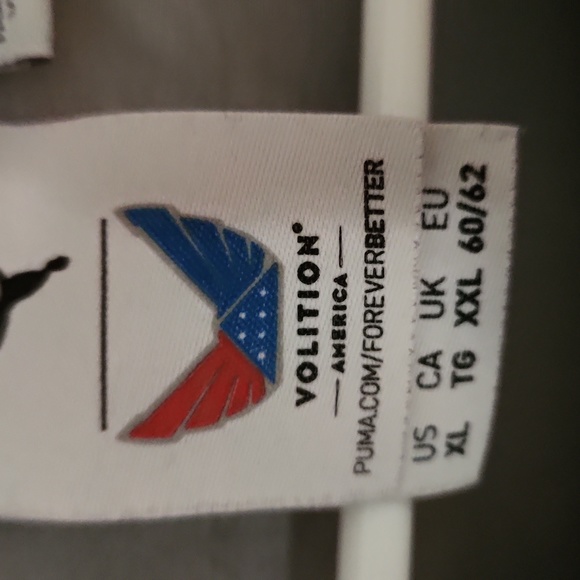 VOLITION®
AMERICA
PUMA.COM/FOREVERBETTER
US CA UK EU
XL TG XXL 60/62